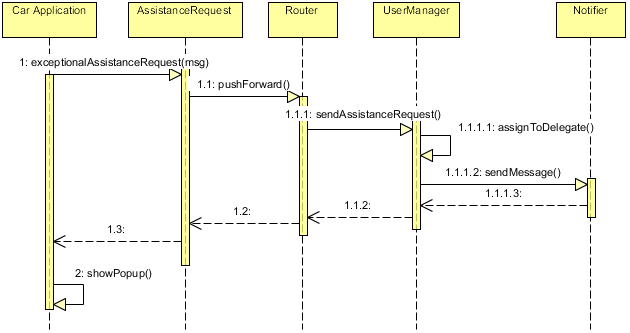 Car Application
AssistanceRequest
Router
UserManager
Notifier
1: exceptionalAssistanceRequest(msg)
1.1: pushForward()
1.1.1: sendAssistanceRequest()
1.1.1.1: assignToDelegate()
1.1.1.2: sendMessage()
1.1.1.3:
1.1.2:
1.2:
1.3:
2: showPopup()